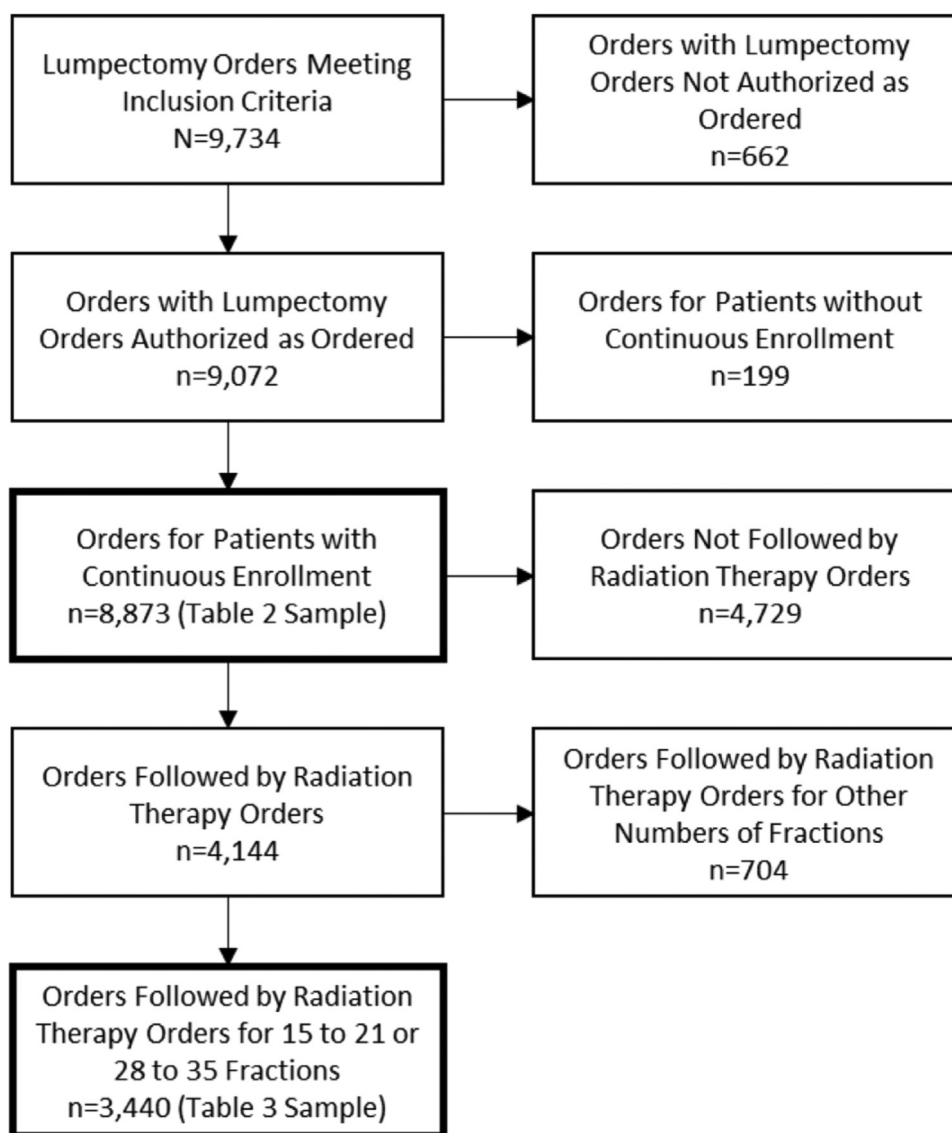 Lumpectomy Orders Meeting
Inclusion Criteria
N=9,734
Orders with Lumpectomy
Orders Not Authorized as
Ordered
n=662
Orders with Lumpectomy
Orders Authorized as Ordered
n=9,072
Orders for Patients without
Continuous Enrollment
n=199
Orders for Patients with
Continuous Enrollment
n=8,873 (Table 2 Sample)
Orders Not Followed by
Radiation Therapy Orders
n=4,729
Orders Followed by Radiation
Therapy Orders
n=4,144
Orders Followed by Radiation
Therapy Orders for Other
Numbers of Fractions
n=704
Orders Followed by Radiation
Therapy Orders for 15 to 21 or
28 to 35 Fractions
n=3,440 (Table 3 Sample)